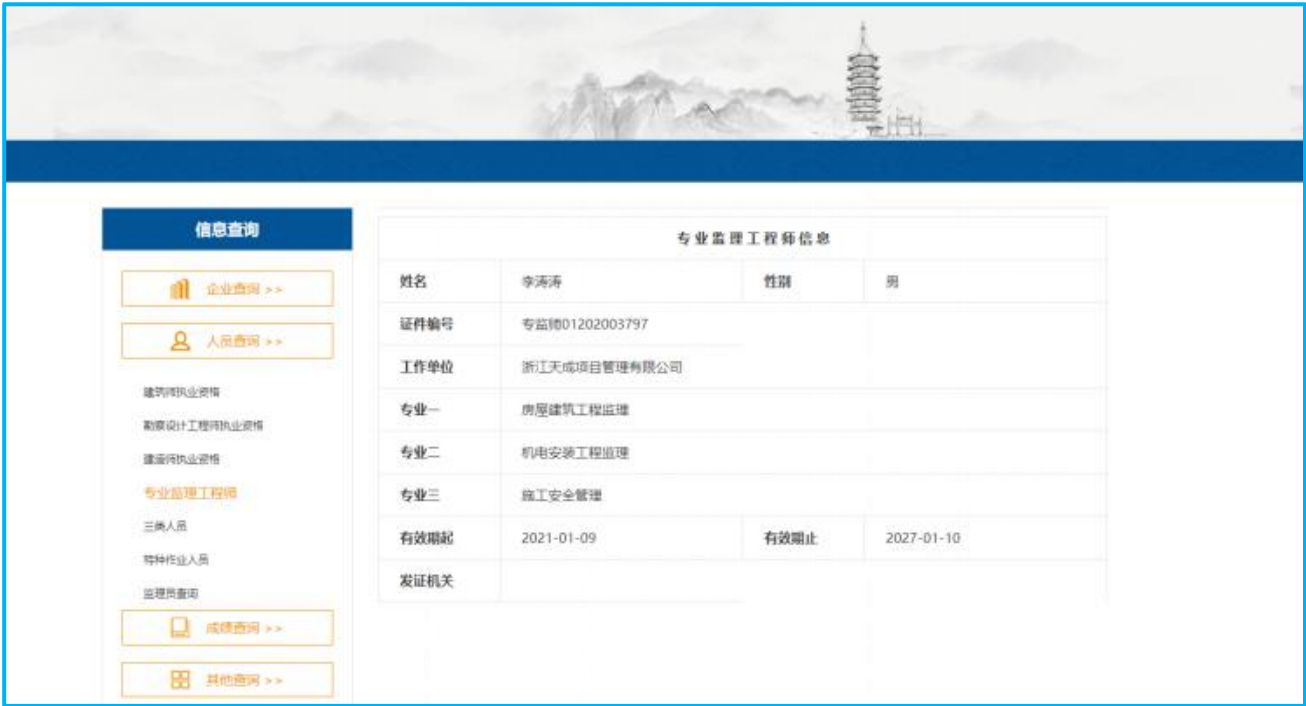 信息查询
企业查询 >>
人员查询 >>
建筑师执业资格
勘察设计工程师执业资格
建造师执业资格
专业监理工程师
三类人员
特种作业人员
监理员查询
成绩查询 >>
其他查询 >>
专业监理工程师信息
姓名 李涛涛 性别 男
证件编号 专监师01202003797
工作单位 浙江天成项目管理有限公司
专业一 房屋建筑工程监理
专业二 机电安装工程监理
专业三 施工安全管理
有效期起 2021-01-09 有效期止 2027-01-10
发证机关